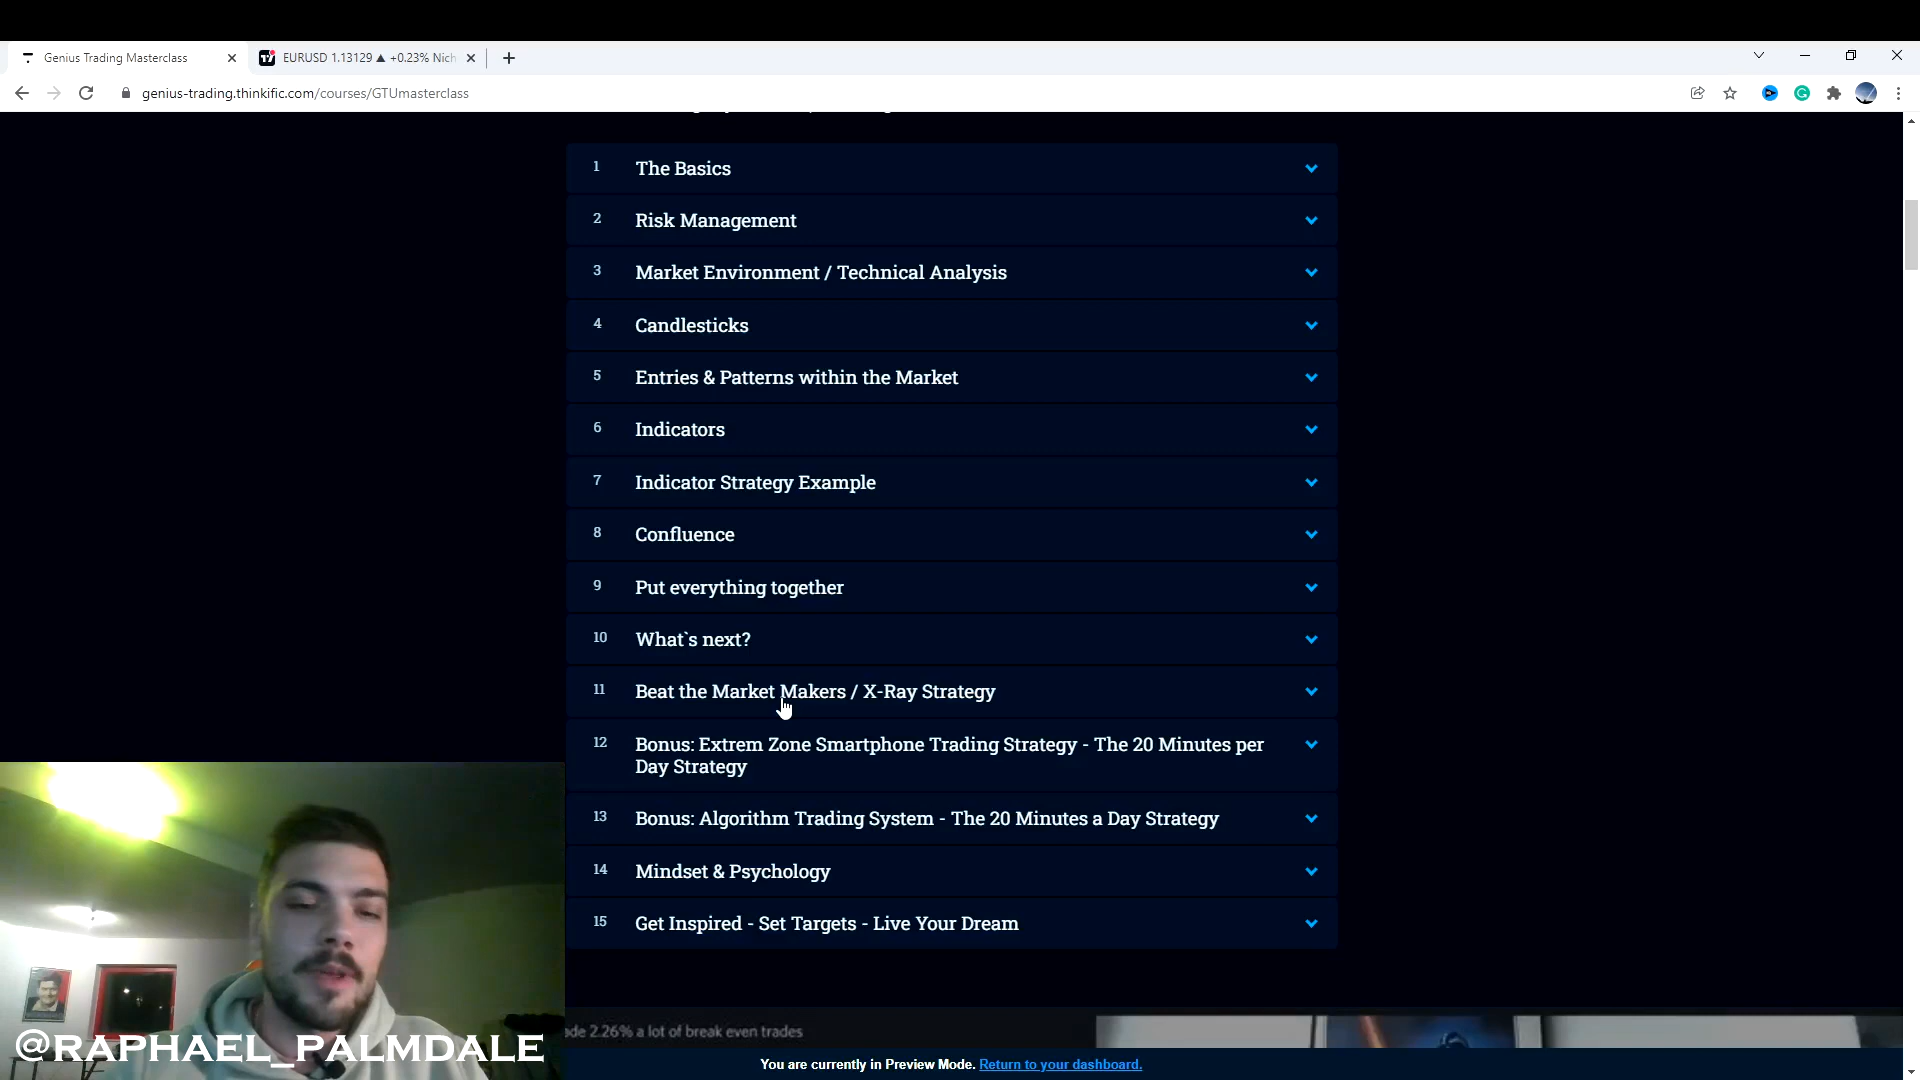 Genius Trading Masterclass
EURUSD 1.13129 ▲ +0.23% Nich
genius-trading.thinkific.com/courses/GTUmasterclass
1 The Basics
2 Risk Management
3 Market Environment / Technical Analysis
4 Candlesticks
5 Entries & Patterns within the Market
6 Indicators
7 Indicator Strategy Example
8 Confluence
9 Put everything together
10 What`s next?
11 Beat the Market Makers / X-Ray Strategy
12 Bonus: Extrem Zone Smartphone Trading Strategy - The 20 Minutes per
Day Strategy
13 Bonus: Algorithm Trading System - The 20 Minutes a Day Strategy
14 Mindset & Psychology
15 Get Inspired - Set Targets - Live Your Dream
ade 2.26% a lot of break even trades
@RAPHAEL_PALMDALE
You are currently in Preview Mode. Return to your dashboard.